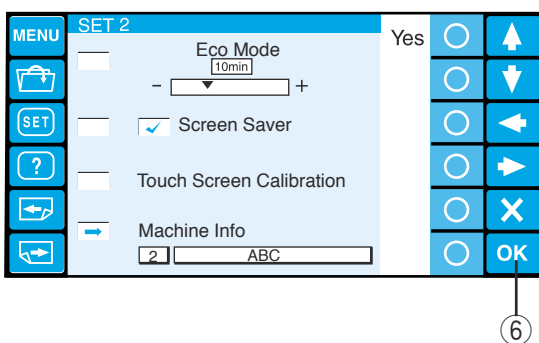 MENU
SET 2
Yes
Eco Mode
10min
- +
SET
Screen Saver
?
Touch Screen Calibration
Machine Info
2 ABC
OK
6